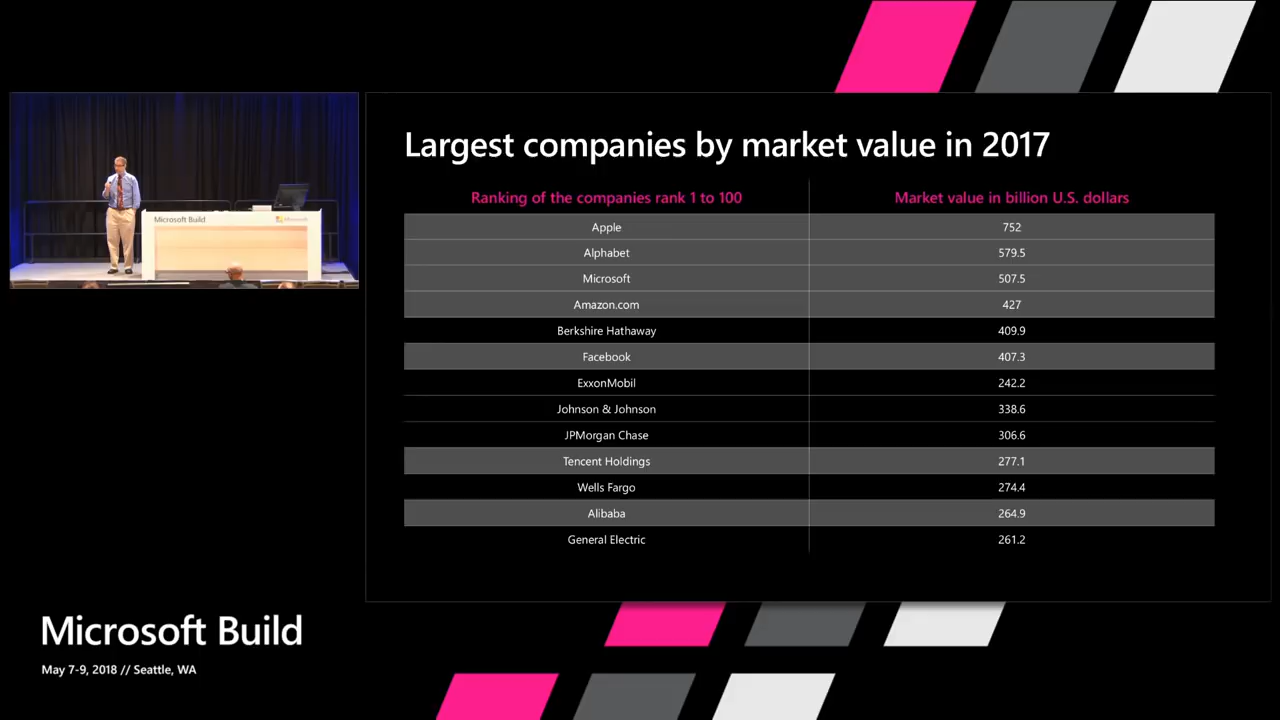 Microsoft Build
Microsoft
Largest companies by market value in 2017
Ranking of the companies rank 1 to 100 Market value in billion U.S. dollars
Apple 752
Alphabet 579.5
Microsoft 507.5
Amazon.com 427
Berkshire Hathaway 409.9
Facebook 407.3
ExxonMobil 242.2
Johnson & Johnson 338.6
JPMorgan Chase 306.6
Tencent Holdings 277.1
Wells Fargo 274.4
Alibaba 264.9
General Electric 261.2
Microsoft Build
May 7-9, 2018 // Seattle, WA